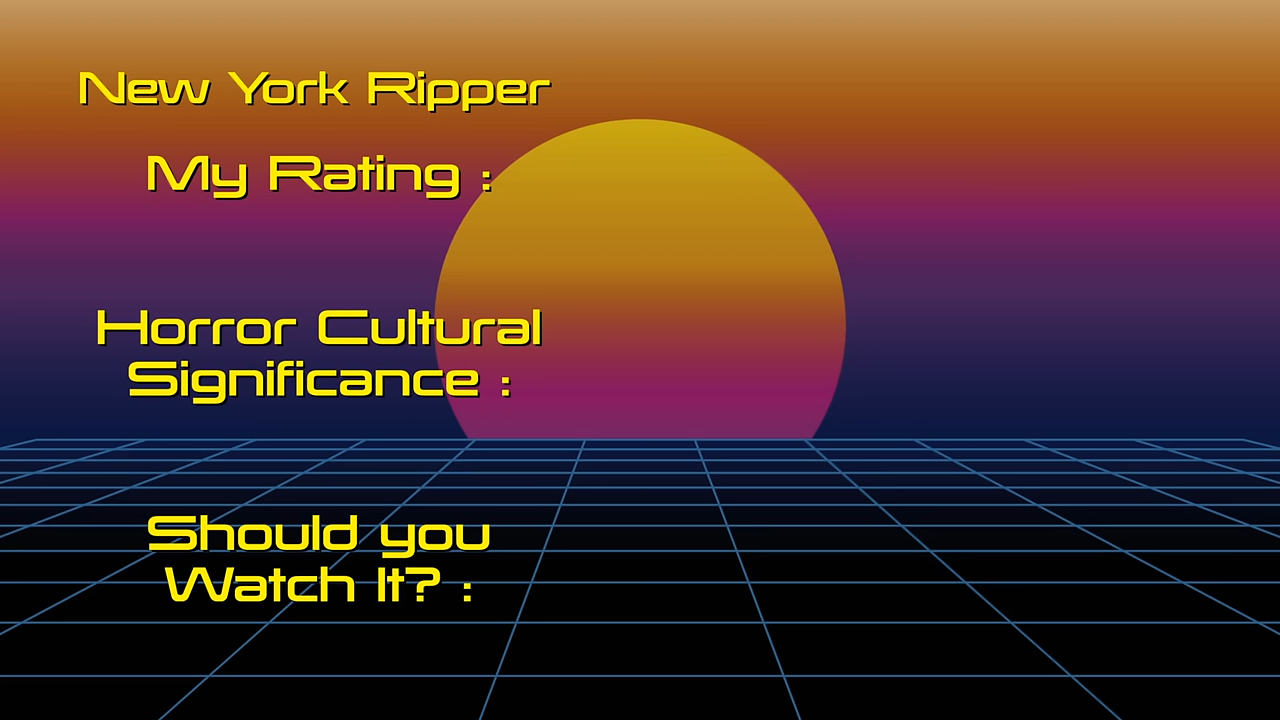 New York Ripper
My Rating :
Horror Cultural
Significance :
Should you
Watch It? :